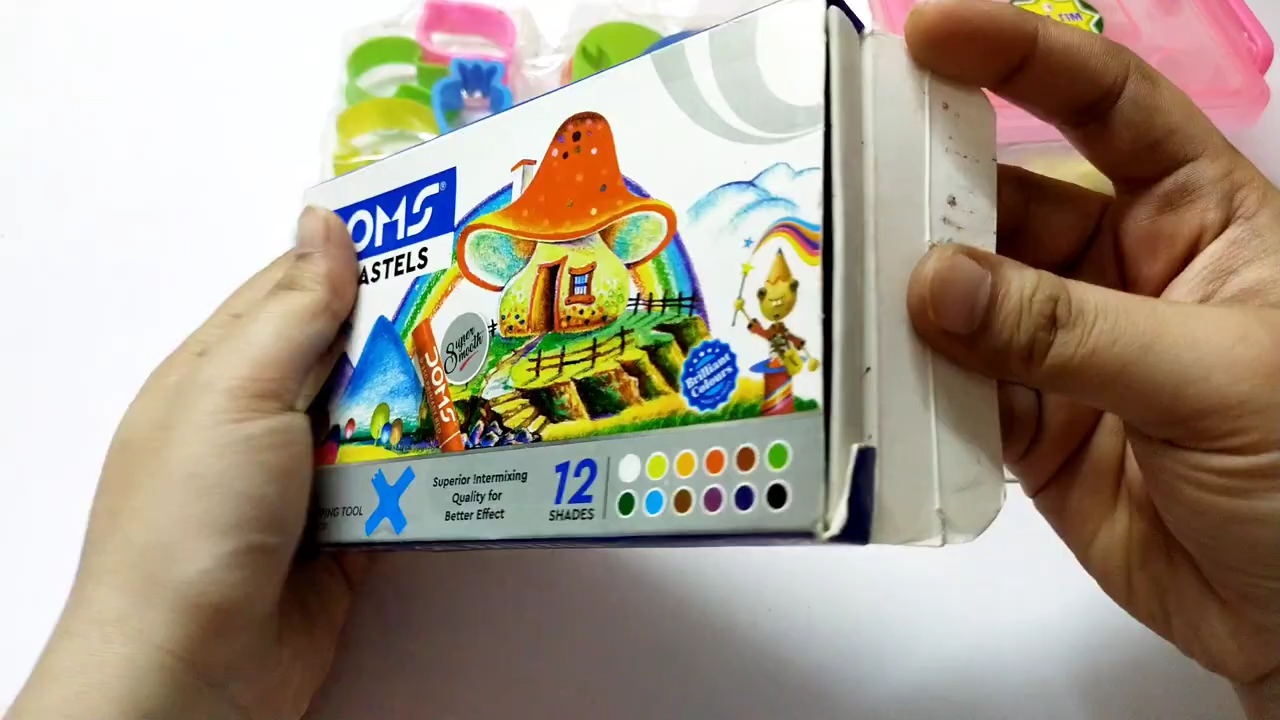 OMS®
ASTELS
Super
Smooth
DOMS
Brilliant
Colours
PING TOOL
Superior Intermixing
Quality for
Better Effect
12
SHADES